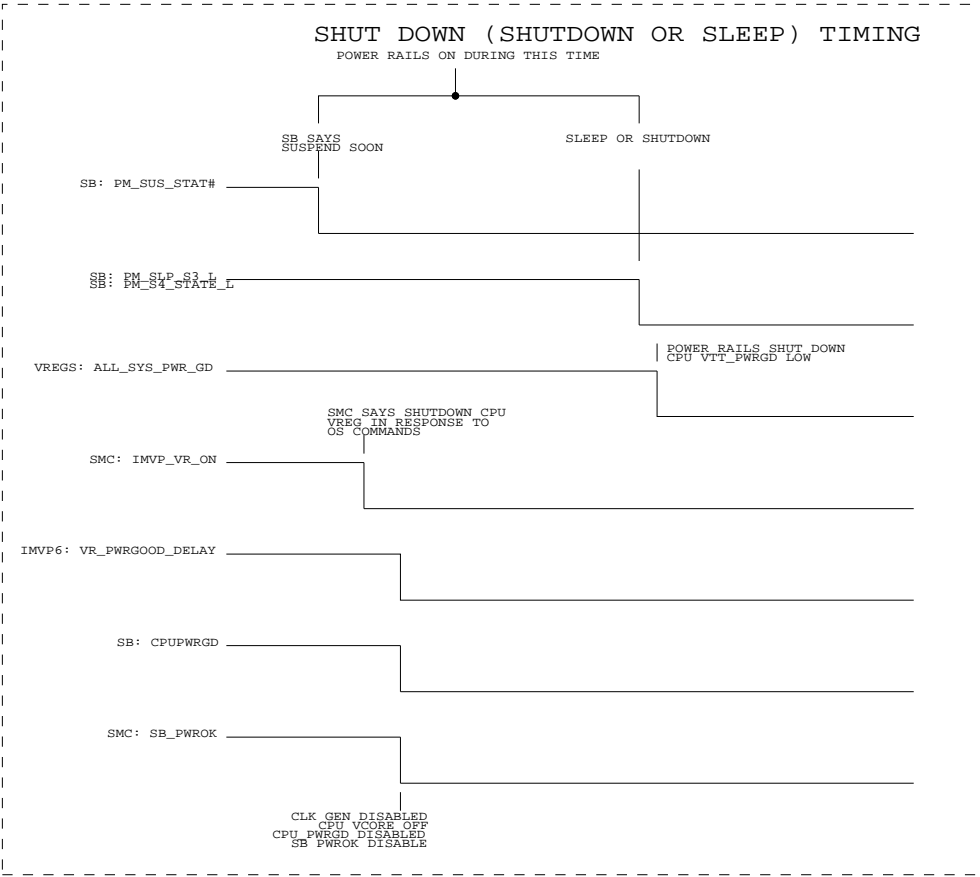 SHUT DOWN (SHUTDOWN OR SLEEP) TIMING
POWER RAILS ON DURING THIS TIME
SB SAYS
SUSPEND SOON
SLEEP OR SHUTDOWN
SB: PM_SUS_STAT#
SB: PM_SLP_S3_L
SB: PM_S4_STATE_L
POWER RAILS SHUT DOWN
CPU VTT_PWRGD LOW
VREGS: ALL_SYS_PWR_GD
SMC SAYS SHUTDOWN CPU
VREG IN RESPONSE TO
OS COMMANDS
SMC: IMVP_VR_ON
IMVP6: VR_PWRGOOD_DELAY
SB: CPUPWRGD
SMC: SB_PWROK
CLK GEN DISABLED
CPU VCORE OFF
CPU_PWRGD DISABLED
SB PWROK DISABLE